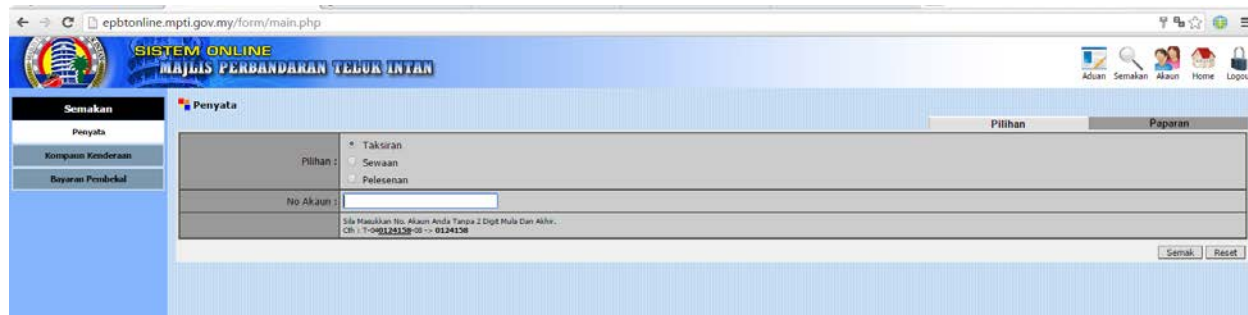 epbtonline.mpti.gov.my/form/main.php
SISTEM ONLINE
MAJLIS PERBANDARAN TELUK INTAN
Aduan Semakan Akaun Home Logout
Semakan
Penyata
Kompaun Kenderaan
Bayaran Pembekal
Penyata
Pilihan Paparan
Pilihan :
Taksiran
Sewaan
Pelesenan
No Akaun :
Sila Masukkan No. Akaun Anda Tanpa 2 Digit Mula Dan Akhir.
Cth : T-040124158-08 -> 0124158
Semak Reset